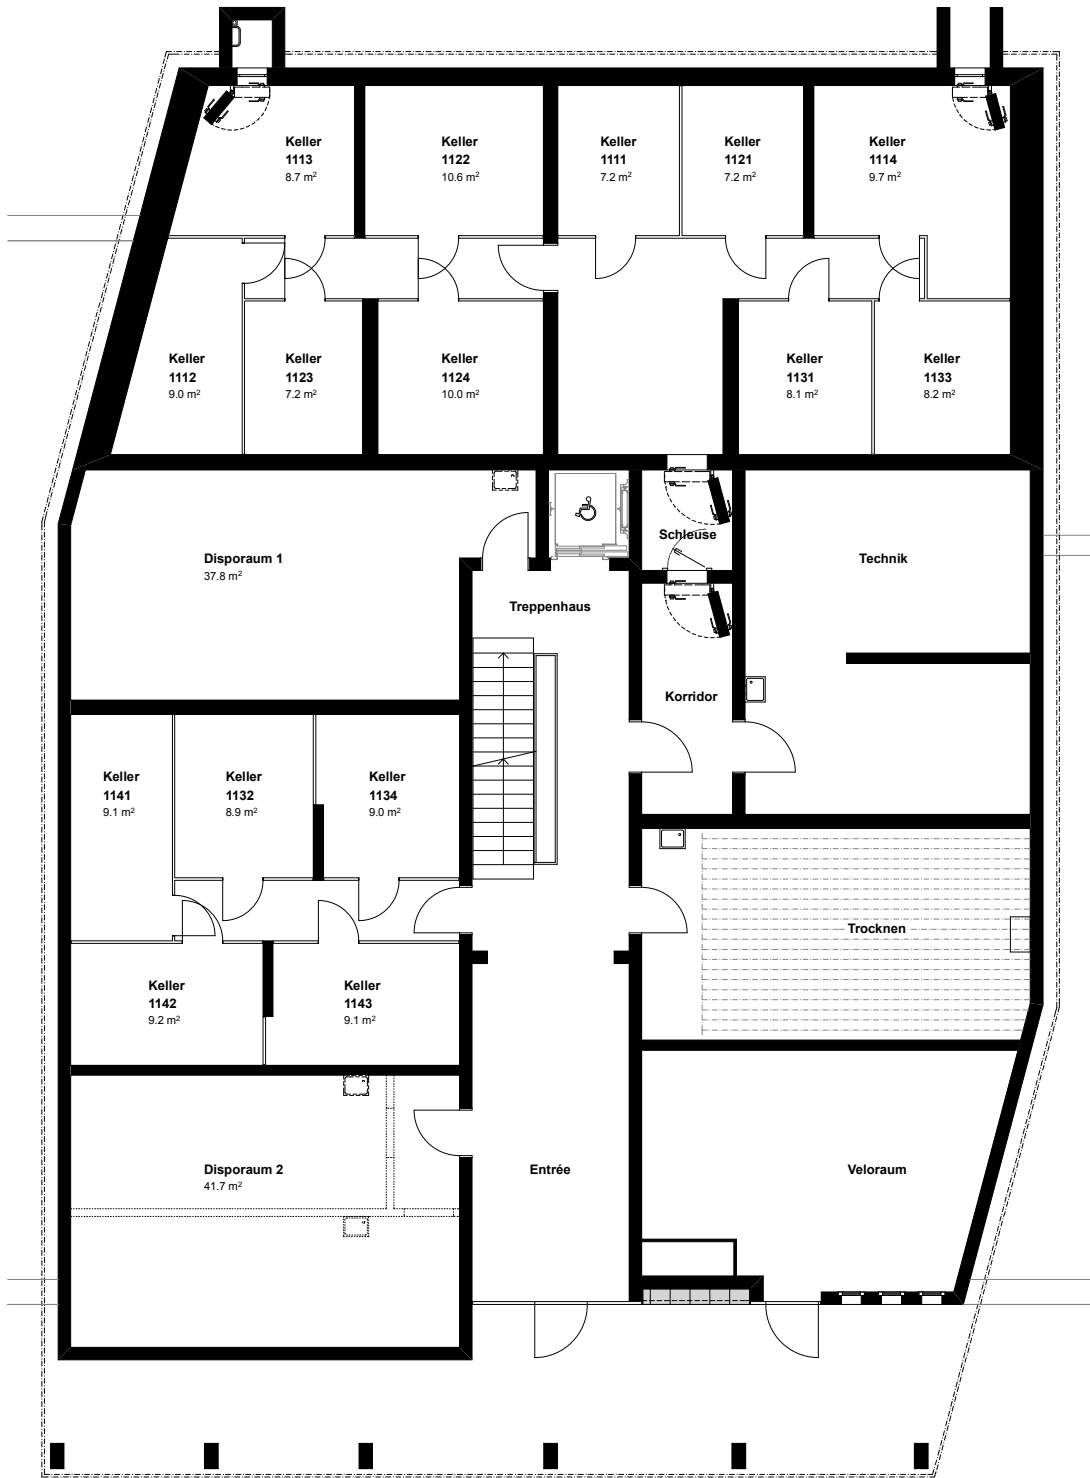 Keller
1113
8.7 m²
Keller
1122
10.6 m²
Keller
1111
7.2 m²
Keller
1121
7.2 m²
Keller
1114
9.7 m²
Keller
1112
9.0 m²
Keller
1123
7.2 m²
Keller
1124
10.0 m²
Keller
1131
8.1 m²
Keller
1133
8.2 m²
Disporaum 1
37.8 m²
Schleuse
Technik
Treppenhaus
Korridor
Keller
1141
9.1 m²
Keller
1132
8.9 m²
Keller
1134
9.0 m²
Trocknen
Keller
1142
9.2 m²
Keller
1143
9.1 m²
Disporaum 2
41.7 m²
Entrée
Veloraum